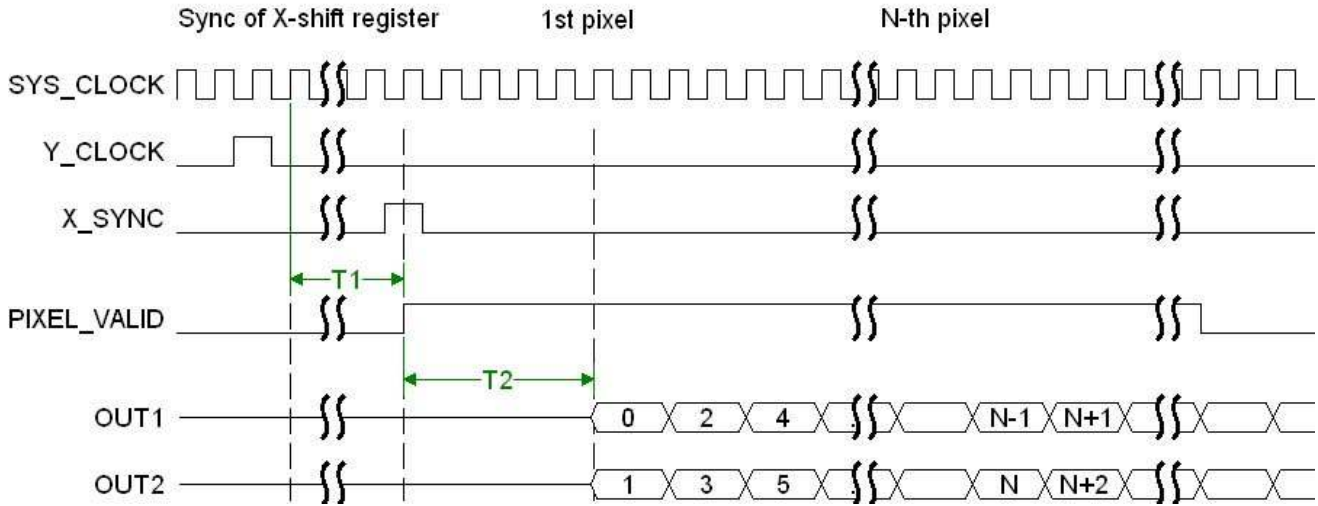 Sync of X-shift register 1st pixel N-th pixel
SYS_CLOCK
Y_CLOCK
X_SYNC
T1
PIXEL_VALID
T2
OUT1 0 2 4 N-1 N+1
OUT2 1 3 5 N N+2